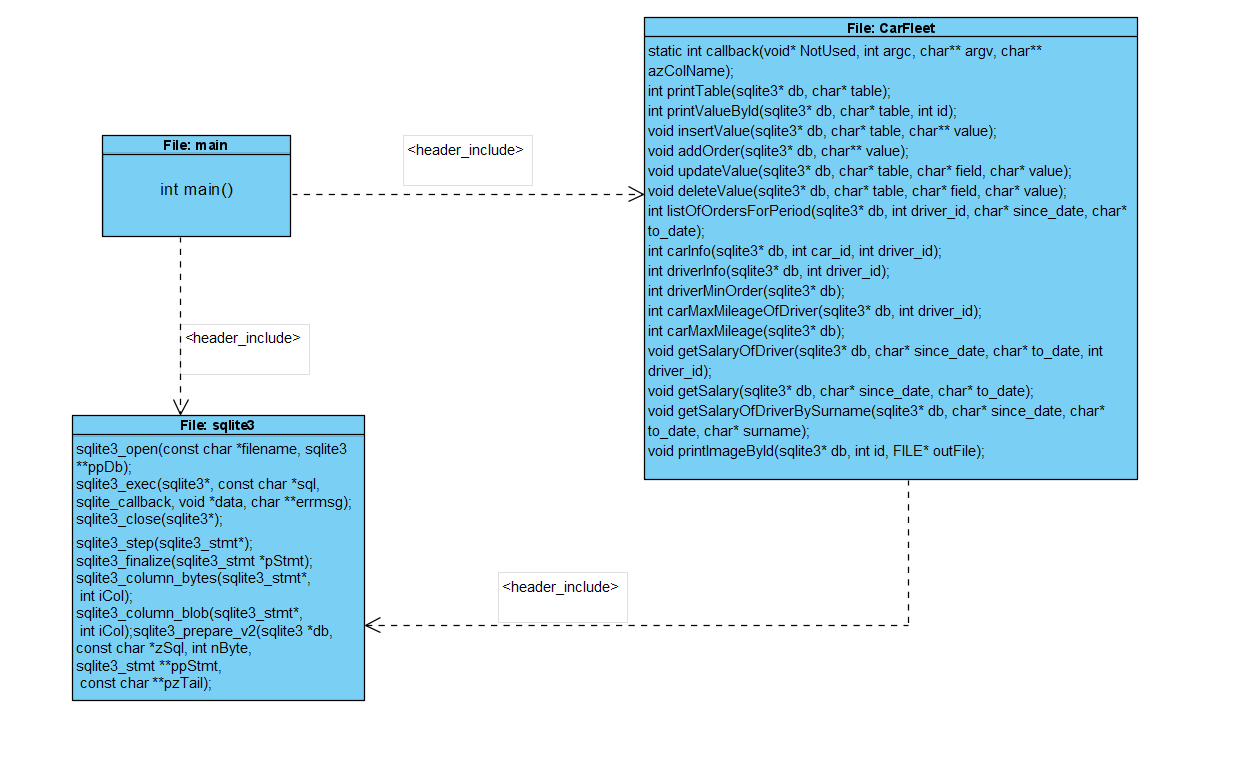 File: CarFleet
static int callback(void* NotUsed, int argc, char** argv, char**
azColName);
int printTable(sqlite3* db, char* table);
int printValueById(sqlite3* db, char* table, int id);
void insertValue(sqlite3* db, char* table, char** value);
void addOrder(sqlite3* db, char** value);
void updateValue(sqlite3* db, char* table, char* field, char* value);
void deleteValue(sqlite3* db, char* table, char* field, char* value);
int listOfOrdersForPeriod(sqlite3* db, int driver_id, char* since_date, char*
to_date);
int carInfo(sqlite3* db, int car_id, int driver_id);
int driverInfo(sqlite3* db, int driver_id);
int driverMinOrder(sqlite3* db);
int carMaxMileageOfDriver(sqlite3* db, int driver_id);
int carMaxMileage(sqlite3* db);
void getSalaryOfDriver(sqlite3* db, char* since_date, char* to_date, int
driver_id);
void getSalary(sqlite3* db, char* since_date, char* to_date);
void getSalaryOfDriverBySurname(sqlite3* db, char* since_date, char*
to_date, char* surname);
void printImageById(sqlite3* db, int id, FILE* outFile);
File: main
int main()
<header_include>
<header_include>
File: sqlite3
sqlite3_open(const char *filename, sqlite3
**ppDb);
sqlite3_exec(sqlite3*, const char *sql,
sqlite_callback, void *data, char **errmsg);
sqlite3_close(sqlite3*);
sqlite3_step(sqlite3_stmt*);
sqlite3_finalize(sqlite3_stmt *pStmt);
sqlite3_column_bytes(sqlite3_stmt*,
int iCol);
sqlite3_column_blob(sqlite3_stmt*,
int iCol);sqlite3_prepare_v2(sqlite3 *db,
const char *zSql, int nByte,
sqlite3_stmt **ppStmt,
const char **pzTail);
<header_include>